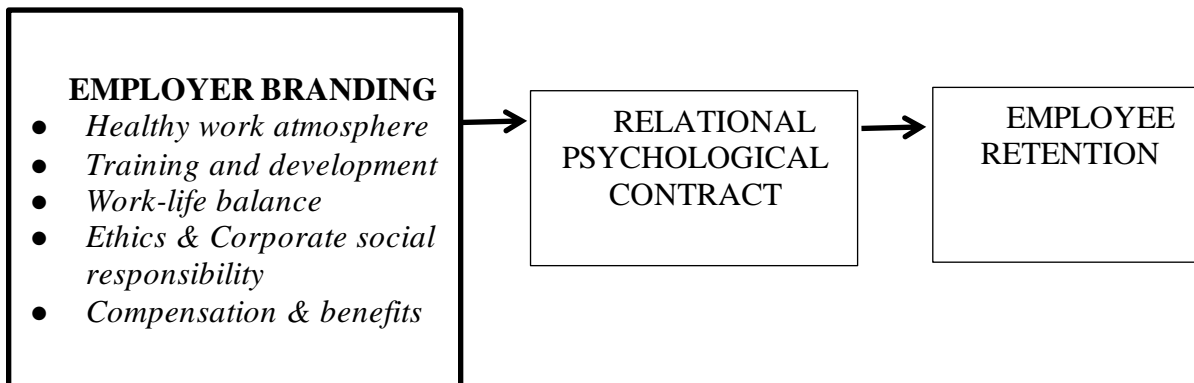 EMPLOYER BRANDING
● Healthy work atmosphere
● Training and development
● Work-life balance
● Ethics & Corporate social
responsibility
● Compensation & benefits
RELATIONAL
PSYCHOLOGICAL
CONTRACT
EMPLOYEE
RETENTION